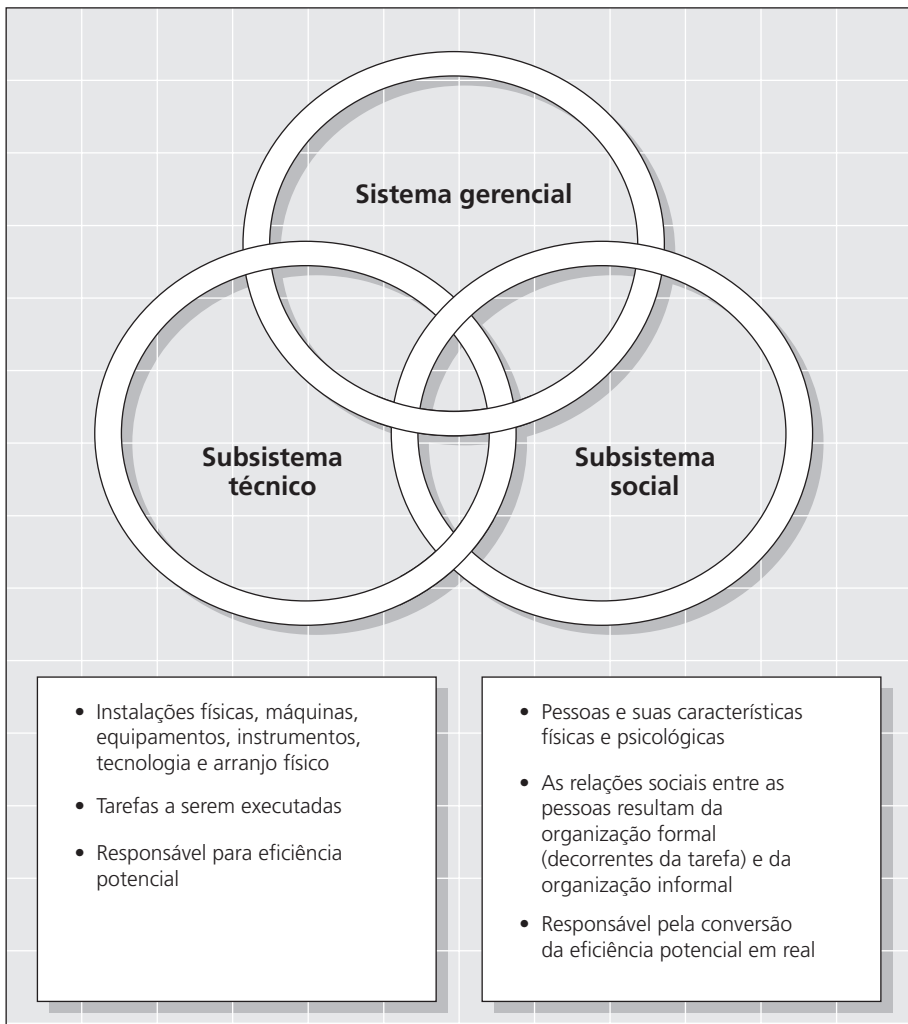 Sistema gerencial
Subsistema
técnico
Subsistema
social
• Instalações físicas, máquinas,
equipamentos, instrumentos,
tecnologia e arranjo físico
• Tarefas a serem executadas
• Responsável para eficiência
potencial
• Pessoas e suas características
físicas e psicológicas
• As relações sociais entre as
pessoas resultam da
organização formal
(decorrentes da tarefa) e da
organização informal
• Responsável pela conversão
da eficiência potencial em real